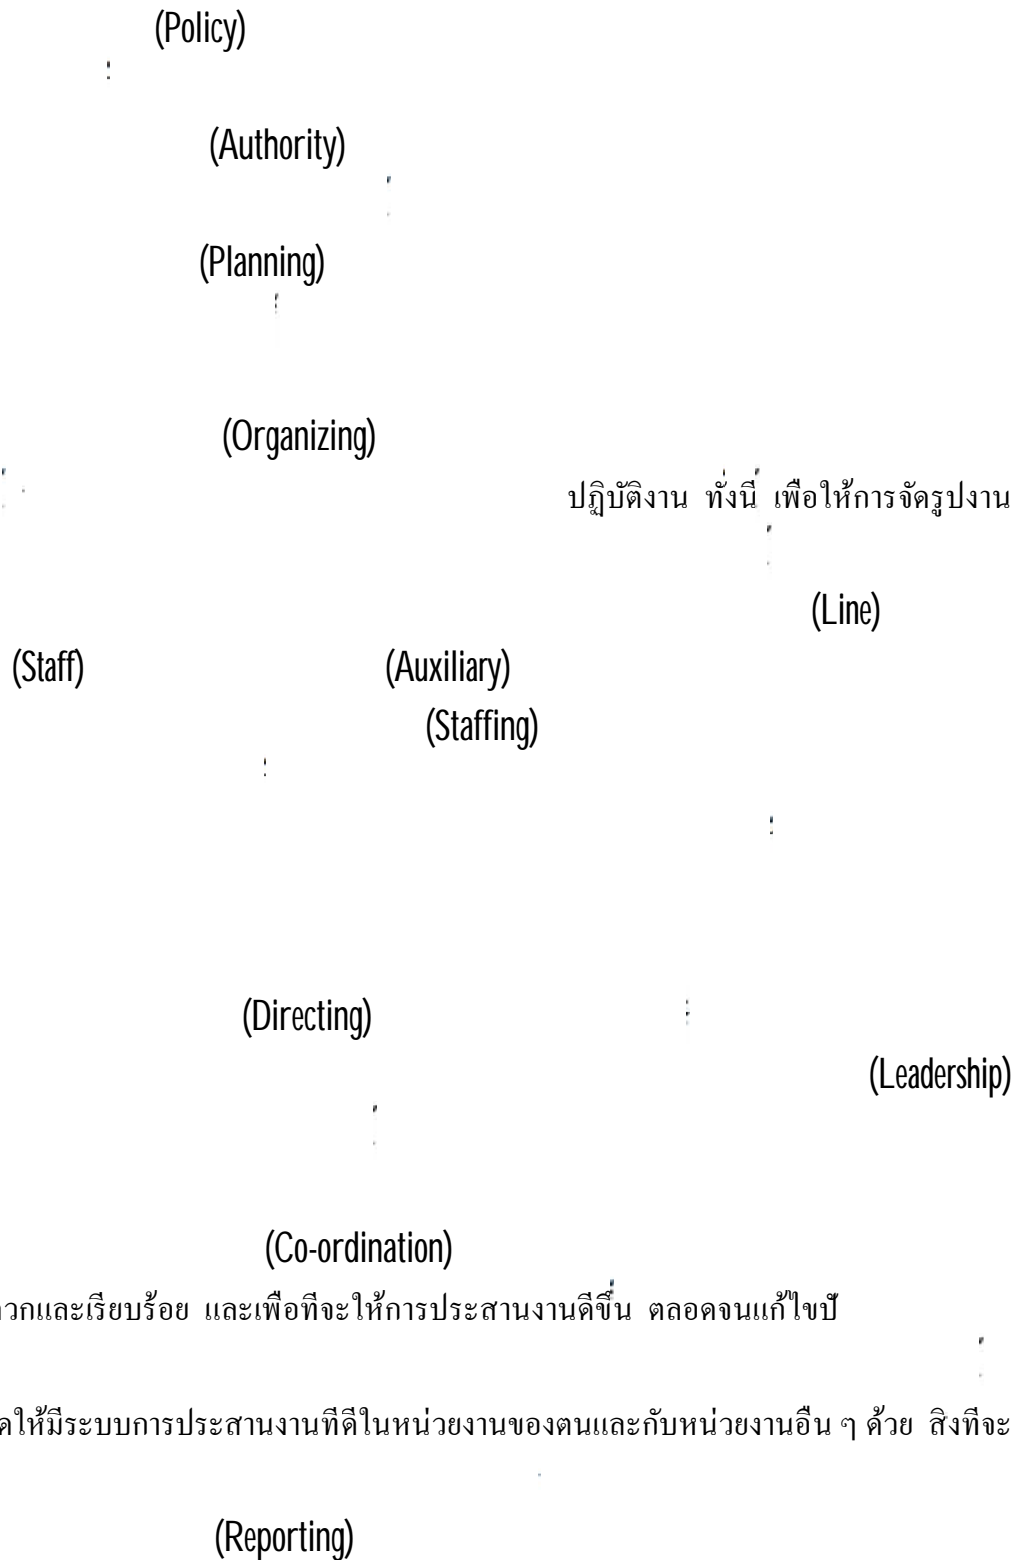 (Policy)
(Authority)
(Planning)
(Organizing)
ปฏิบัติงาน ทั้งนี้ เพื่อให้การจัดรูปงาน
(Line)
(Staff) (Auxiliary)
(Staffing)
(Directing)
(Leadership)
(Co-ordination)
วกและเรียบร้อย และเพื่อที่จะให้การประสานงานดีขึ้น ตลอดจนแก้ไขปั
ดให้มีระบบการประสานงานที่ดีในหน่วยงานของตนและกับหน่วยงานอื่น ๆ ด้วย สิ่งที่จะ
(Reporting)